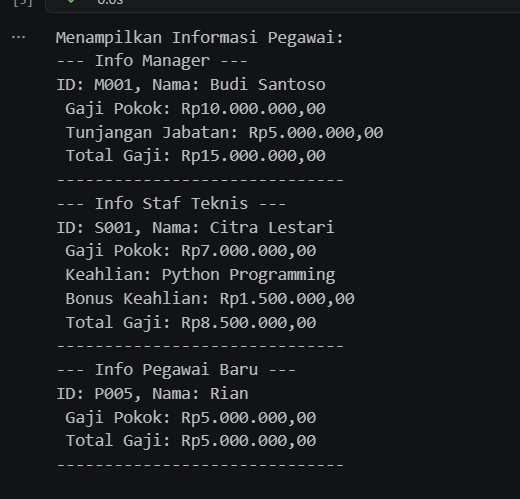 Menampilkan Informasi Pegawai:
--- Info Manager ---
ID: M001, Nama: Budi Santoso
Gaji Pokok: Rp10.000.000,00
Tunjangan Jabatan: Rp5.000.000,00
Total Gaji: Rp15.000.000,00
------------------------------
--- Info Staf Teknis ---
ID: S001, Nama: Citra Lestari
Gaji Pokok: Rp7.000.000,00
Keahlian: Python Programming
Bonus Keahlian: Rp1.500.000,00
Total Gaji: Rp8.500.000,00
------------------------------
--- Info Pegawai Baru ---
ID: P005, Nama: Rian
Gaji Pokok: Rp5.000.000,00
Total Gaji: Rp5.000.000,00
------------------------------